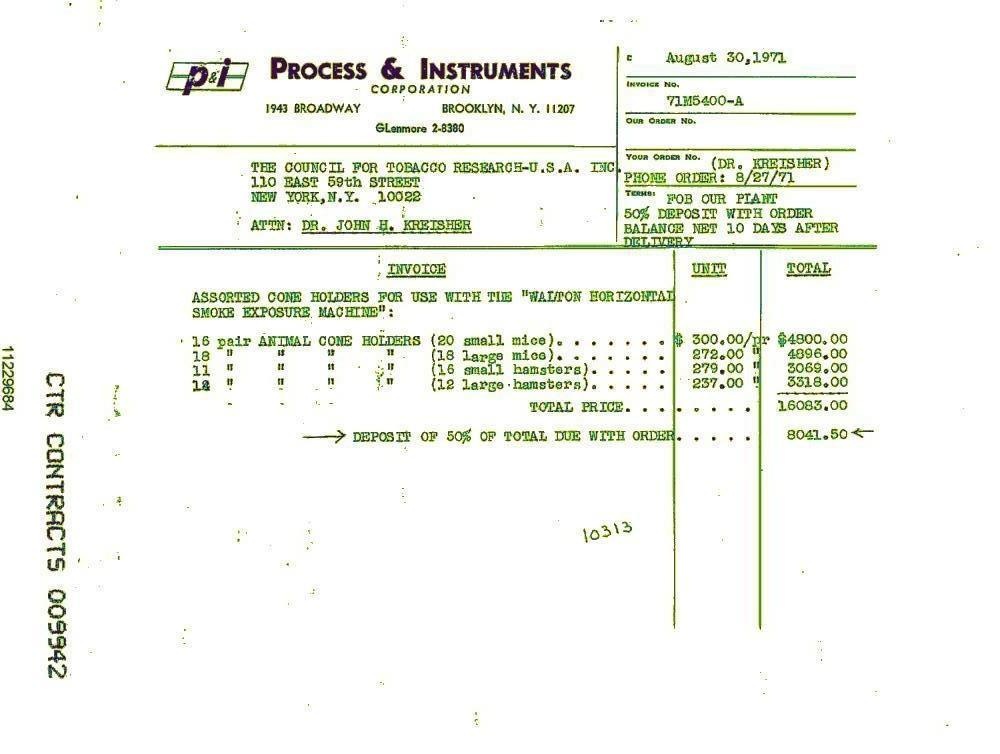 p&i PROCESS & INSTRUMENTS
CORPORATION
1943 BROADWAY BROOKLYN, N. Y. 11207
GLenmore 2-8380
August 30,1971
INVOICE NO.
71M5400-A
OUR ORDER NO.
YOUR ORDER NO. (DR. KREISHER)
PHONE ORDER: 8/27/71
TERMS: FOB OUR PLANT
50% DEPOSIT WITH ORDER
BALANCE NET 10 DAYS AFTER
DELIVERY
THE COUNCIL FOR TOBACCO RESEARCH-U.S.A. INC.
110 EAST 59th STREET
NEW YORK,N.Y. 10022
ATTN: DR. JOHN H. KREISHER
INVOICE UNIT TOTAL
ASSORTED CONE HOLDERS FOR USE WITH THE "WALTON HORIZONTAL
SMOKE EXPOSURE MACHINE":
16 pair ANIMAL CONE HOLDERS (20 small mice). . . . . . . $ 300.00/pr $4800.00
18 " " " " (18 large mice). . . . . . . 272.00 " 4896.00
11 " " " " (16 small hamsters). . . . . 279.00 " 3069.00
" " " " (12 large hamsters). . . . . 237.00 " 3318.00
TOTAL PRICE. . . . . . . . 16083.00
→ DEPOSIT OF 50% OF TOTAL DUE WITH ORDER. . . . . 8041.50 ←
10313
11229684
CTR CONTRACTS 009942